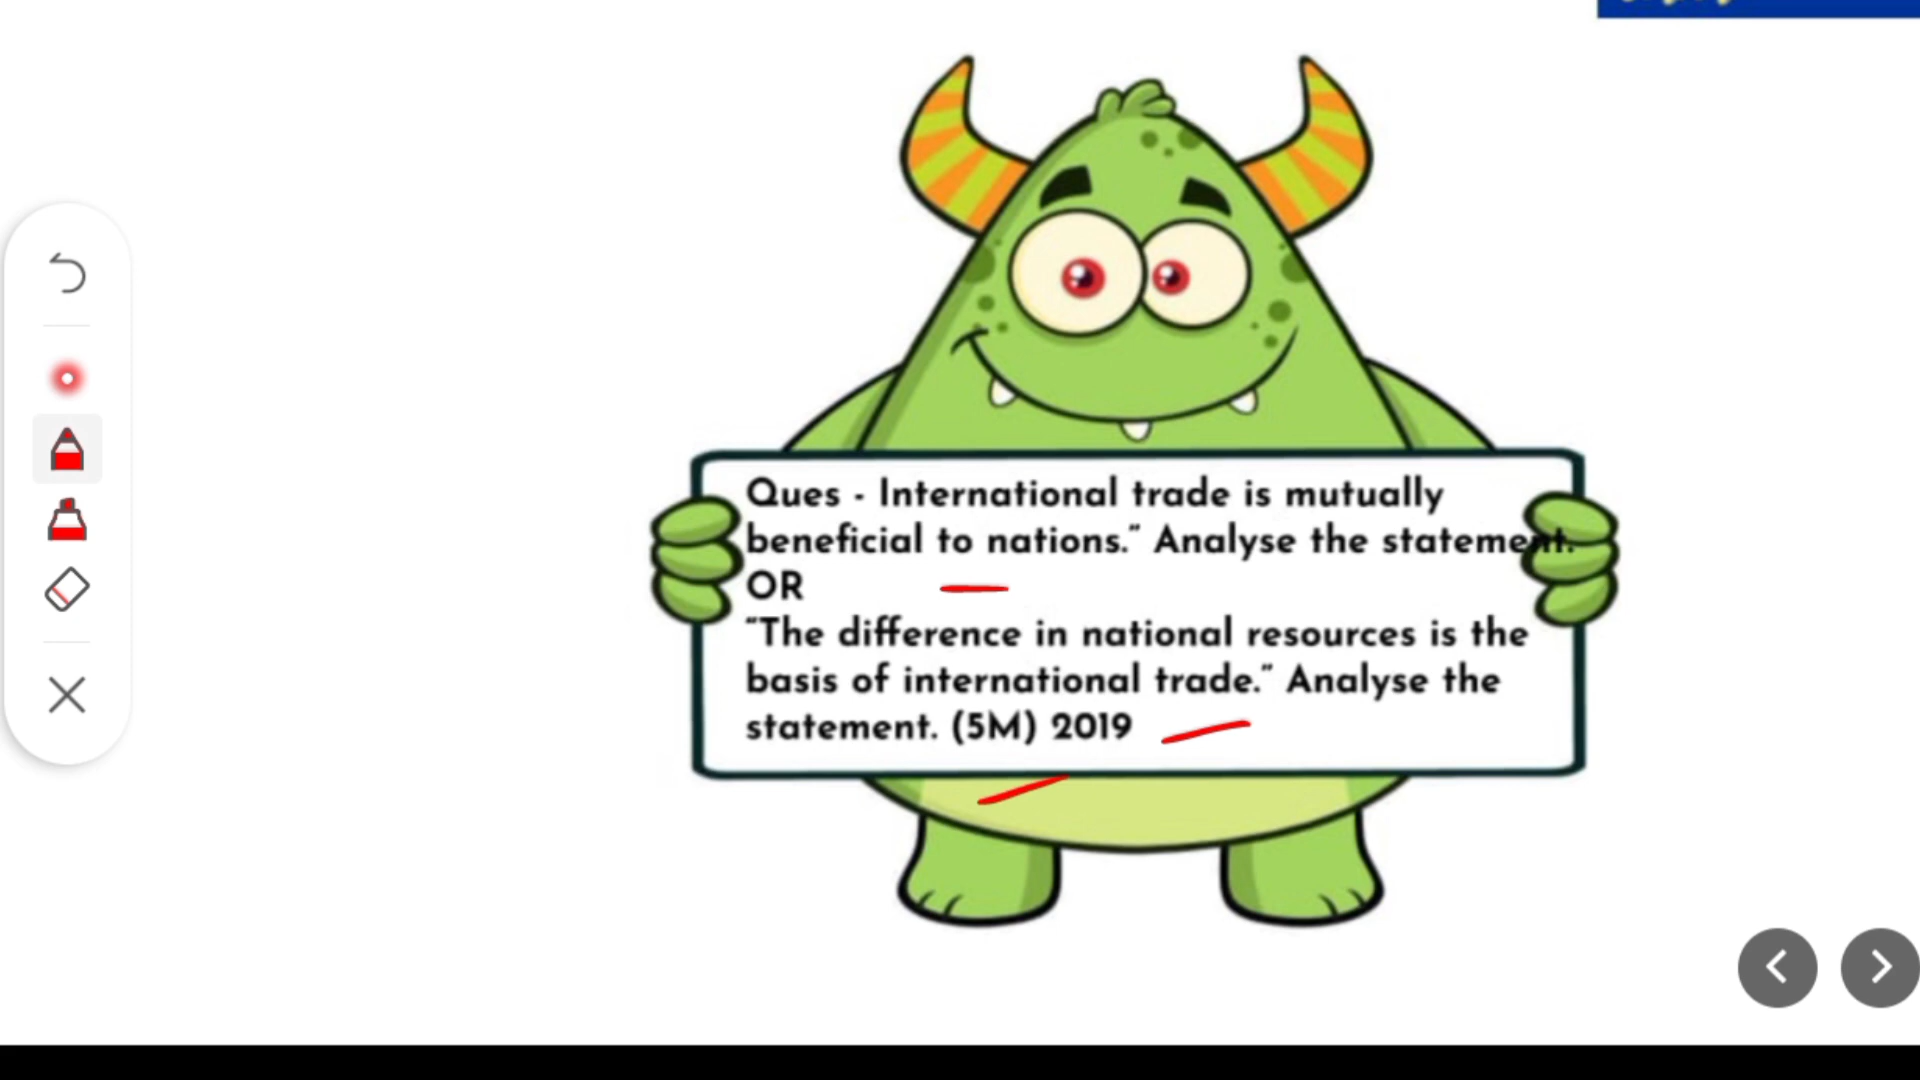 Ques - International trade is mutually
beneficial to nations.” Analyse the statement.
OR
“The difference in national resources is the
basis of international trade.” Analyse the
statement. (5M) 2019